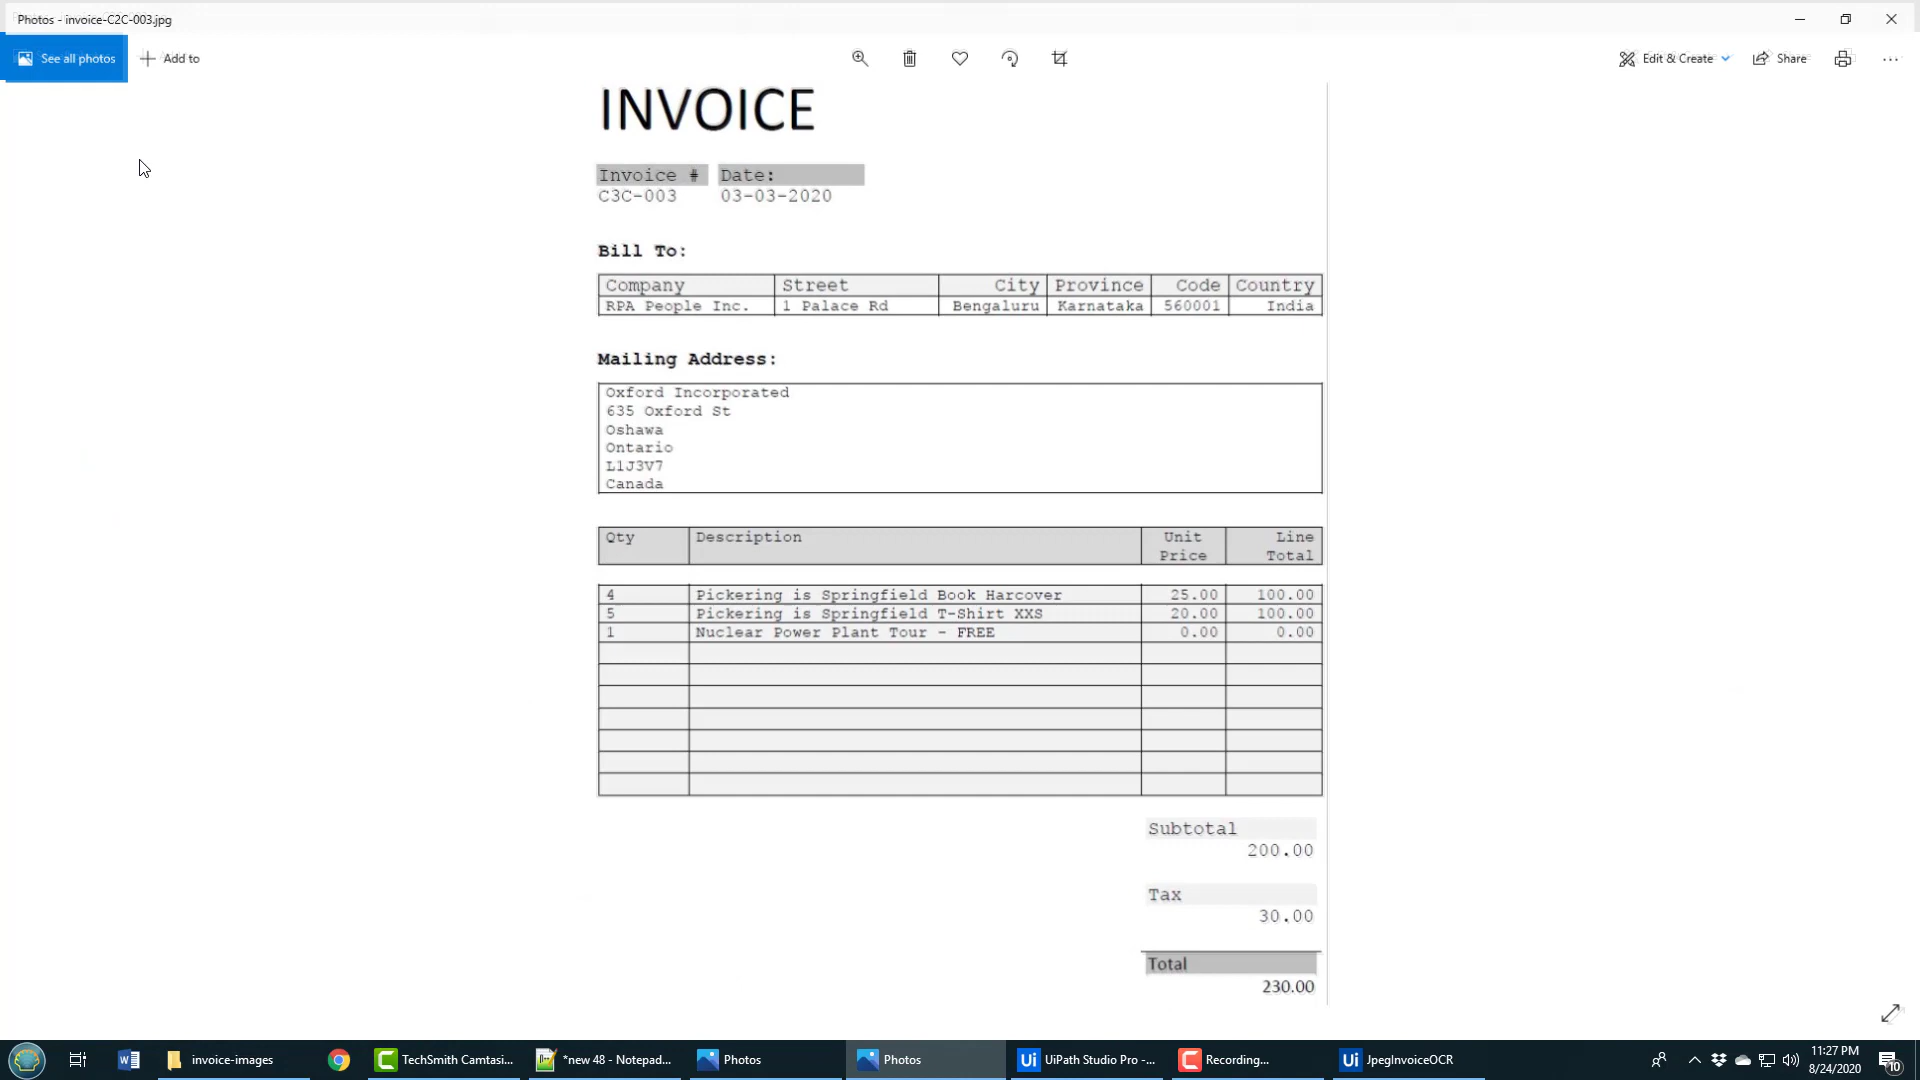 Photos - invoice-C2C-003.jpg
See all photos
Add to
Edit & Create
Share
INVOICE
Invoice # Date:
C3C-003 03-03-2020
Bill To:
Company Street City Province Code Country
RPA People Inc. 1 Palace Rd Bengaluru Karnataka 560001 India
Mailing Address:
Oxford Incorporated
635 Oxford St
Oshawa
Ontario
L1J3V7
Canada
Qty Description Unit Price Line Total
4 Pickering is Springfield Book Harcover 25.00 100.00
5 Pickering is Springfield T-Shirt XXS 20.00 100.00
1 Nuclear Power Plant Tour - FREE 0.00 0.00
Subtotal
200.00
Tax
30.00
Total
230.00
invoice-images
TechSmith Camtasi...
*new 48 - Notepad...
Photos
Photos
UiPath Studio Pro -...
Recording...
JpegInvoiceOCR
11:27 PM
8/24/2020
10